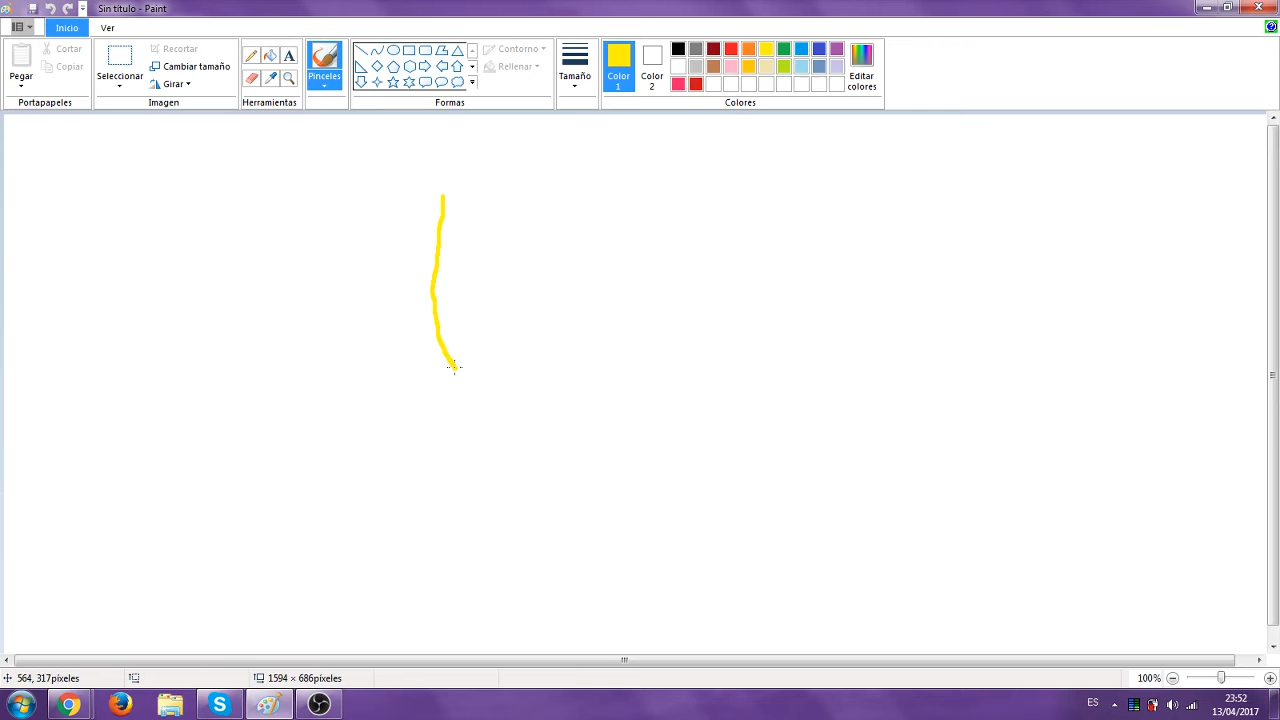 Sin título - Paint
Inicio Ver
Pegar
Cortar
Copiar
Portapapeles
Seleccionar
Recortar
Cambiar tamaño
Girar
Imagen
A
Herramientas
Pinceles
Contorno
Rellenar
Formas
Tamaño
Color 1
Color 2
Editar colores
Colores
564, 317píxeles
1594 × 686píxeles
100%
ES
23:52
13/04/2017